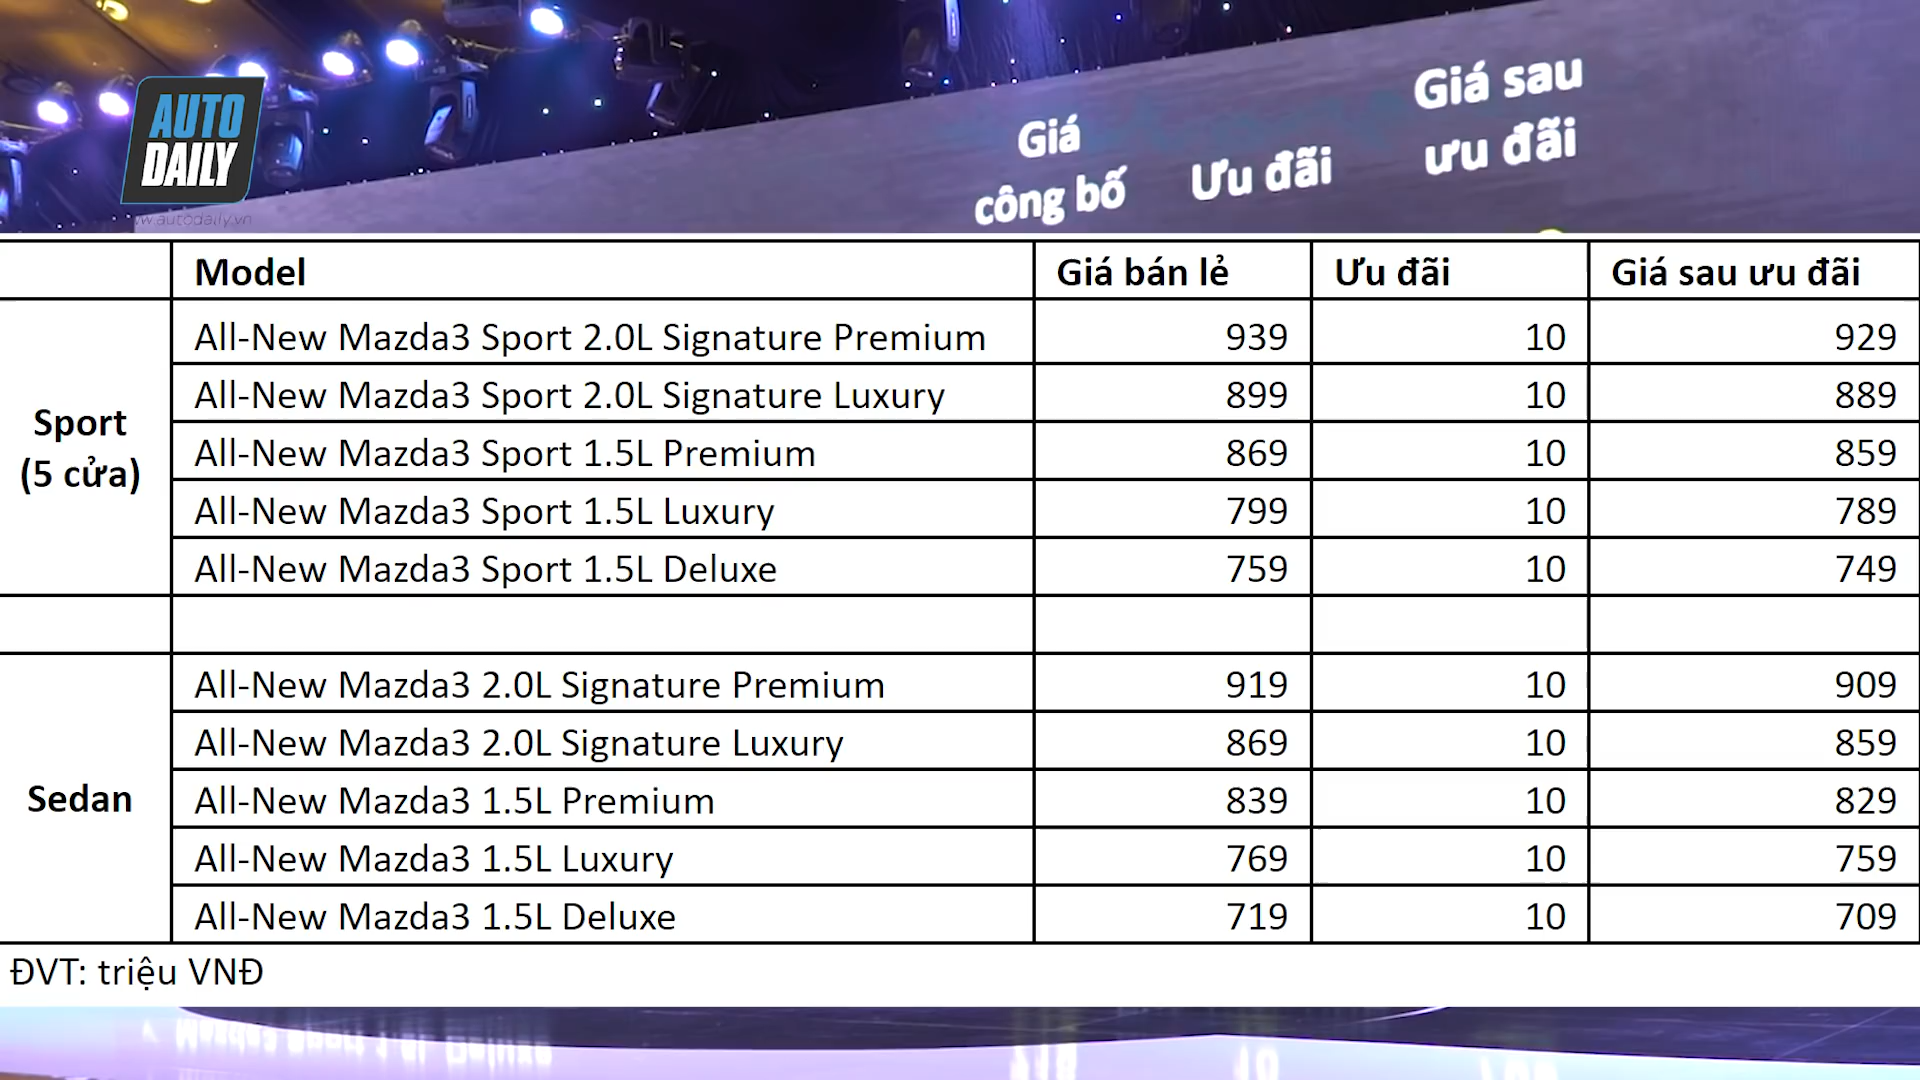 AUTO
DAILY
www.autodaily.vn
Giá
công bố
Ưu đãi
Giá sau
ưu đãi
Model Giá bán lẻ Ưu đãi Giá sau ưu đãi
Sport
(5 cửa)
All-New Mazda3 Sport 2.0L Signature Premium 939 10 929
All-New Mazda3 Sport 2.0L Signature Luxury 899 10 889
All-New Mazda3 Sport 1.5L Premium 869 10 859
All-New Mazda3 Sport 1.5L Luxury 799 10 789
All-New Mazda3 Sport 1.5L Deluxe 759 10 749
Sedan
All-New Mazda3 2.0L Signature Premium 919 10 909
All-New Mazda3 2.0L Signature Luxury 869 10 859
All-New Mazda3 1.5L Premium 839 10 829
All-New Mazda3 1.5L Luxury 769 10 759
All-New Mazda3 1.5L Deluxe 719 10 709
ĐVT: triệu VNĐ